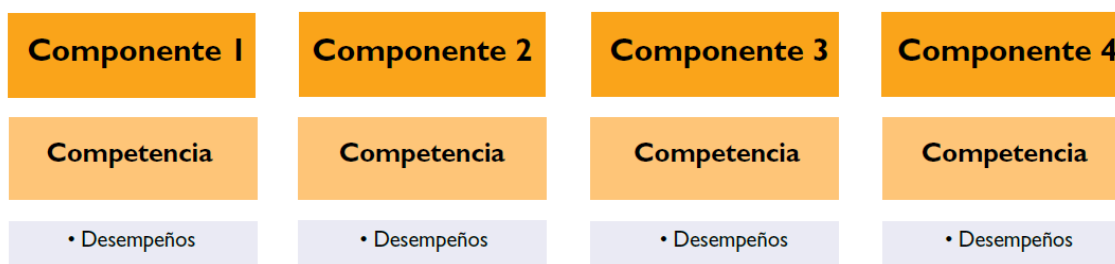 Componente 1
Componente 2
Componente 3
Componente 4
Competencia
Competencia
Competencia
Competencia
• Desempeños
• Desempeños
• Desempeños
• Desempeños